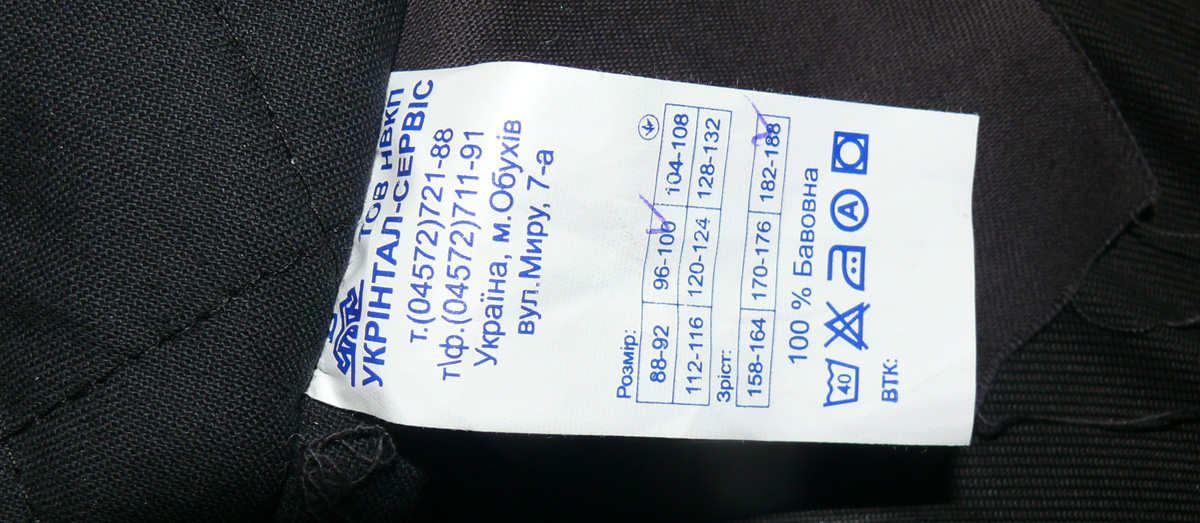 ТОВ НВКП
УКРІНТАЛ-СЕРВІС
т.(04572)721-88
т\ф.(04572)711-91
Україна, м.Обухів
вул.Миру, 7-а
Розмір:
88-92 96-100 104-108
112-116 120-124 128-132
Зріст:
158-164 170-176 182-188
100 % Бавовна
40 A
ВТК: